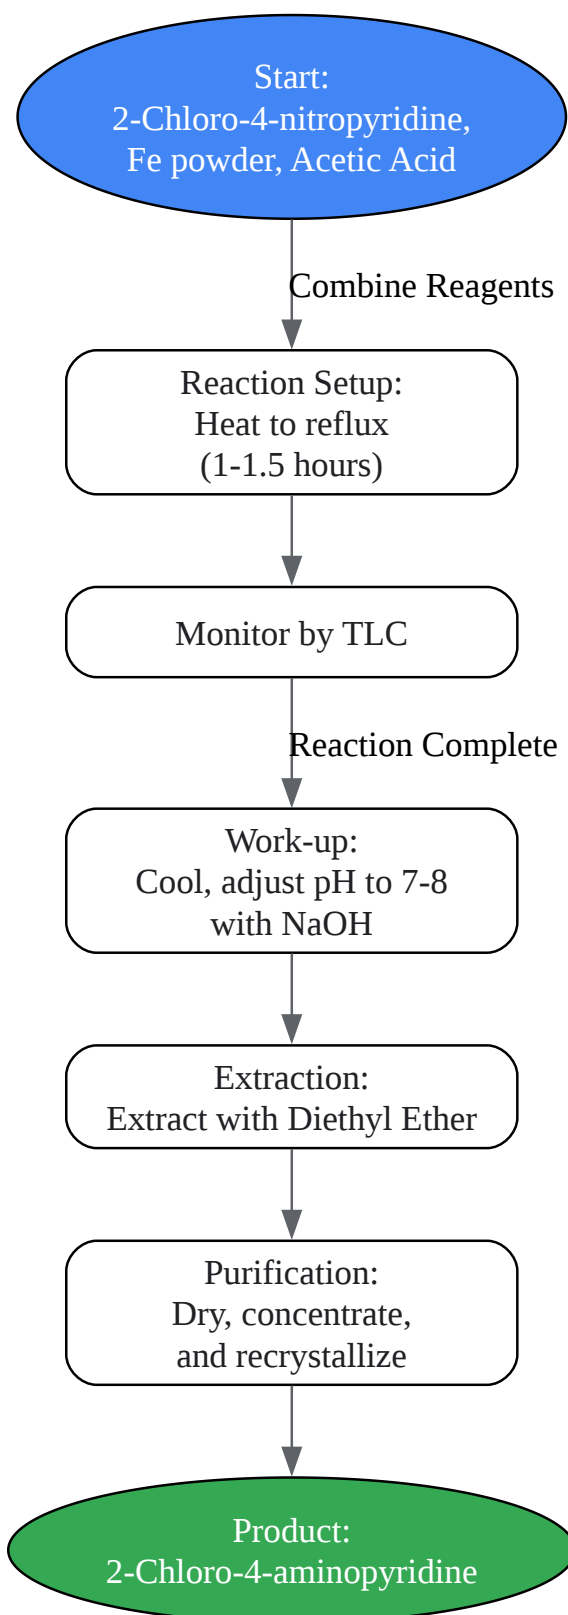 Start:
2-Chloro-4-nitropyridine,
Fe powder, Acetic Acid
Combine Reagents
Reaction Setup:
Heat to reflux
(1-1.5 hours)
Monitor by TLC
Reaction Complete
Work-up:
Cool, adjust pH to 7-8
with NaOH
Extraction:
Extract with Diethyl Ether
Purification:
Dry, concentrate,
and recrystallize
Product:
2-Chloro-4-aminopyridine